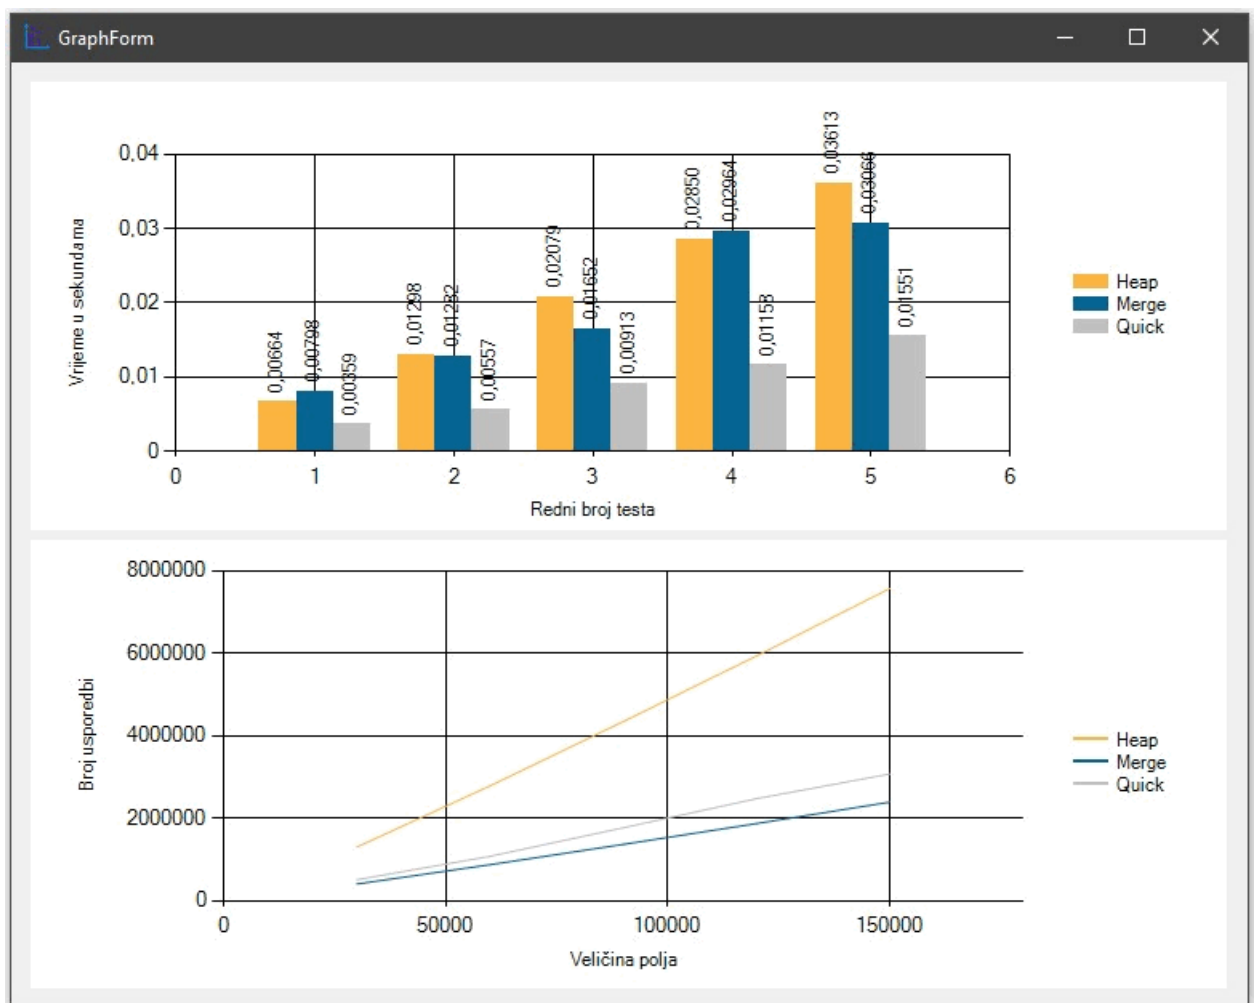 GraphForm
0.04
0.03
0.02
0.01
0
Vrijeme u sekundama
0,00664
0,00798
0,00359
0,01298
0,01282
0,00557
0,02079
0,01652
0,00913
0,02850
0,02964
0,01158
0,03613
0,03066
0,01551
0 1 2 3 4 5 6
Redni broj testa
Heap
Merge
Quick
8000000
6000000
4000000
2000000
0
Broj usporedbi
0 50000 100000 150000
Veličina polja
Heap
Merge
Quick